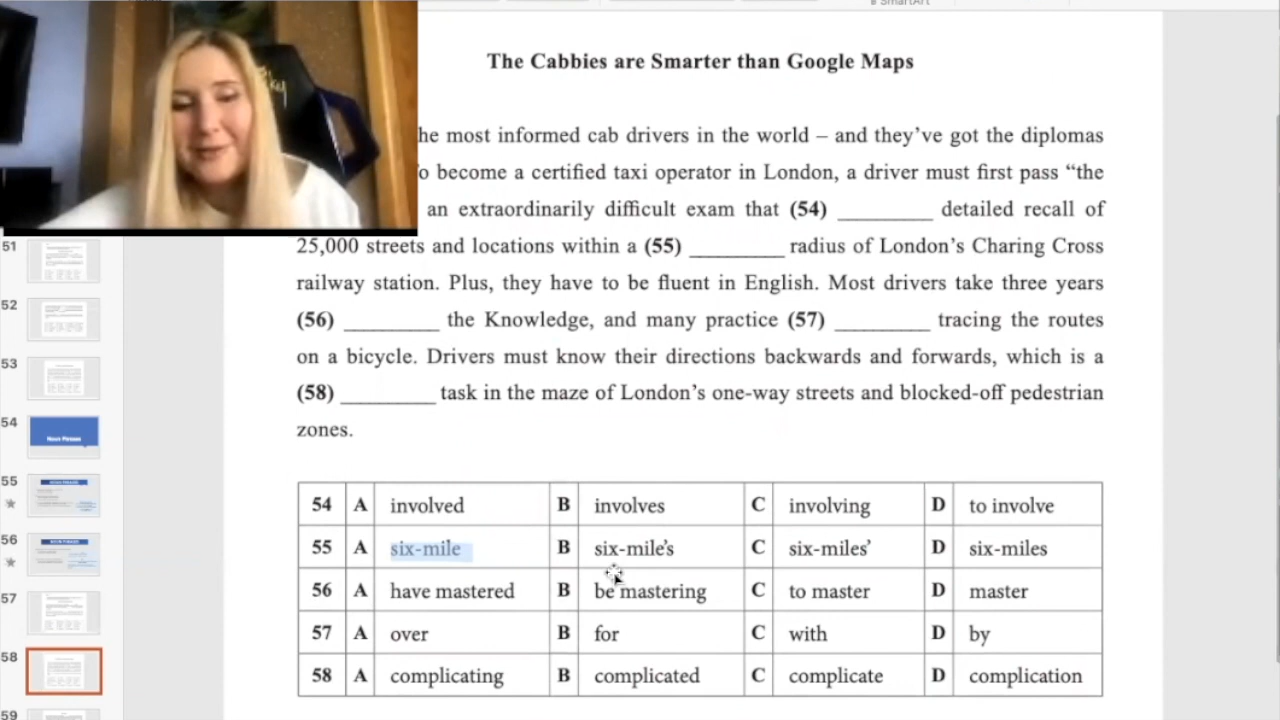 SmartArt
The Cabbies are Smarter than Google Maps
he most informed cab drivers in the world – and they've got the diplomas
o become a certified taxi operator in London, a driver must first pass “the
an extraordinarily difficult exam that (54) _________ detailed recall of
25,000 streets and locations within a (55) _________ radius of London's Charing Cross
railway station. Plus, they have to be fluent in English. Most drivers take three years
(56) _________ the Knowledge, and many practice (57) _________ tracing the routes
on a bicycle. Drivers must know their directions backwards and forwards, which is a
(58) _________ task in the maze of London's one-way streets and blocked-off pedestrian
zones.
54 A involved B involves C involving D to involve
55 A six-mile B six-mile's C six-miles' D six-miles
56 A have mastered B be mastering C to master D master
57 A over B for C with D by
58 A complicating B complicated C complicate D complication
51
52
53
54
55
56
57
58
59